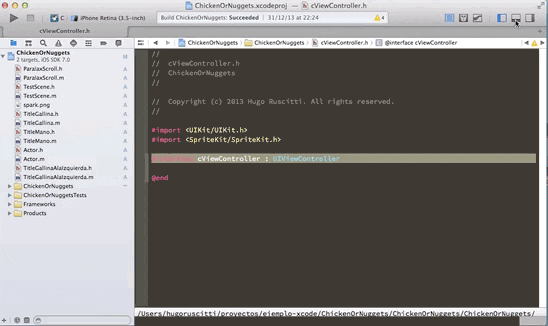 ChickenOrNuggets.xcodeproj — cViewController.h
C
iPhone Retina (3.5-inch)
Build ChickenOrNuggets: Succeeded
31/12/13 at 22:24
4
cViewController.h
ChickenOrNuggets
2 targets, iOS SDK 7.0
ParalaxScroll.h A
ParalaxScroll.m A
TestScene.h A
TestScene.m A
spark.png A
TitleGallina.h A
TitleGallina.m A
TitleMano.h A
TitleMano.m A
Actor.h A
Actor.m A
TitleGallinaAlaIzquierda.h A
TitleGallinaAlaIzquierda.m A
ChickenOrNuggets
ChickenOrNuggetsTests
Frameworks
Products
ChickenOrNuggets
ChickenOrNuggets
cViewController.h
@interface cViewController
//
// cViewController.h
// ChickenOrNuggets
//
// Copyright (c) 2013 Hugo Ruscitti. All rights reserved.
//
#import <UIKit/UIKit.h>
#import <SpriteKit/SpriteKit.h>
cViewController : UIViewController
@end
/Users/hugoruscitti/proyectos/ejemplo-xcode/ChickenOrNuggets/ChickenOrNuggets/ChickenOrNuggets/